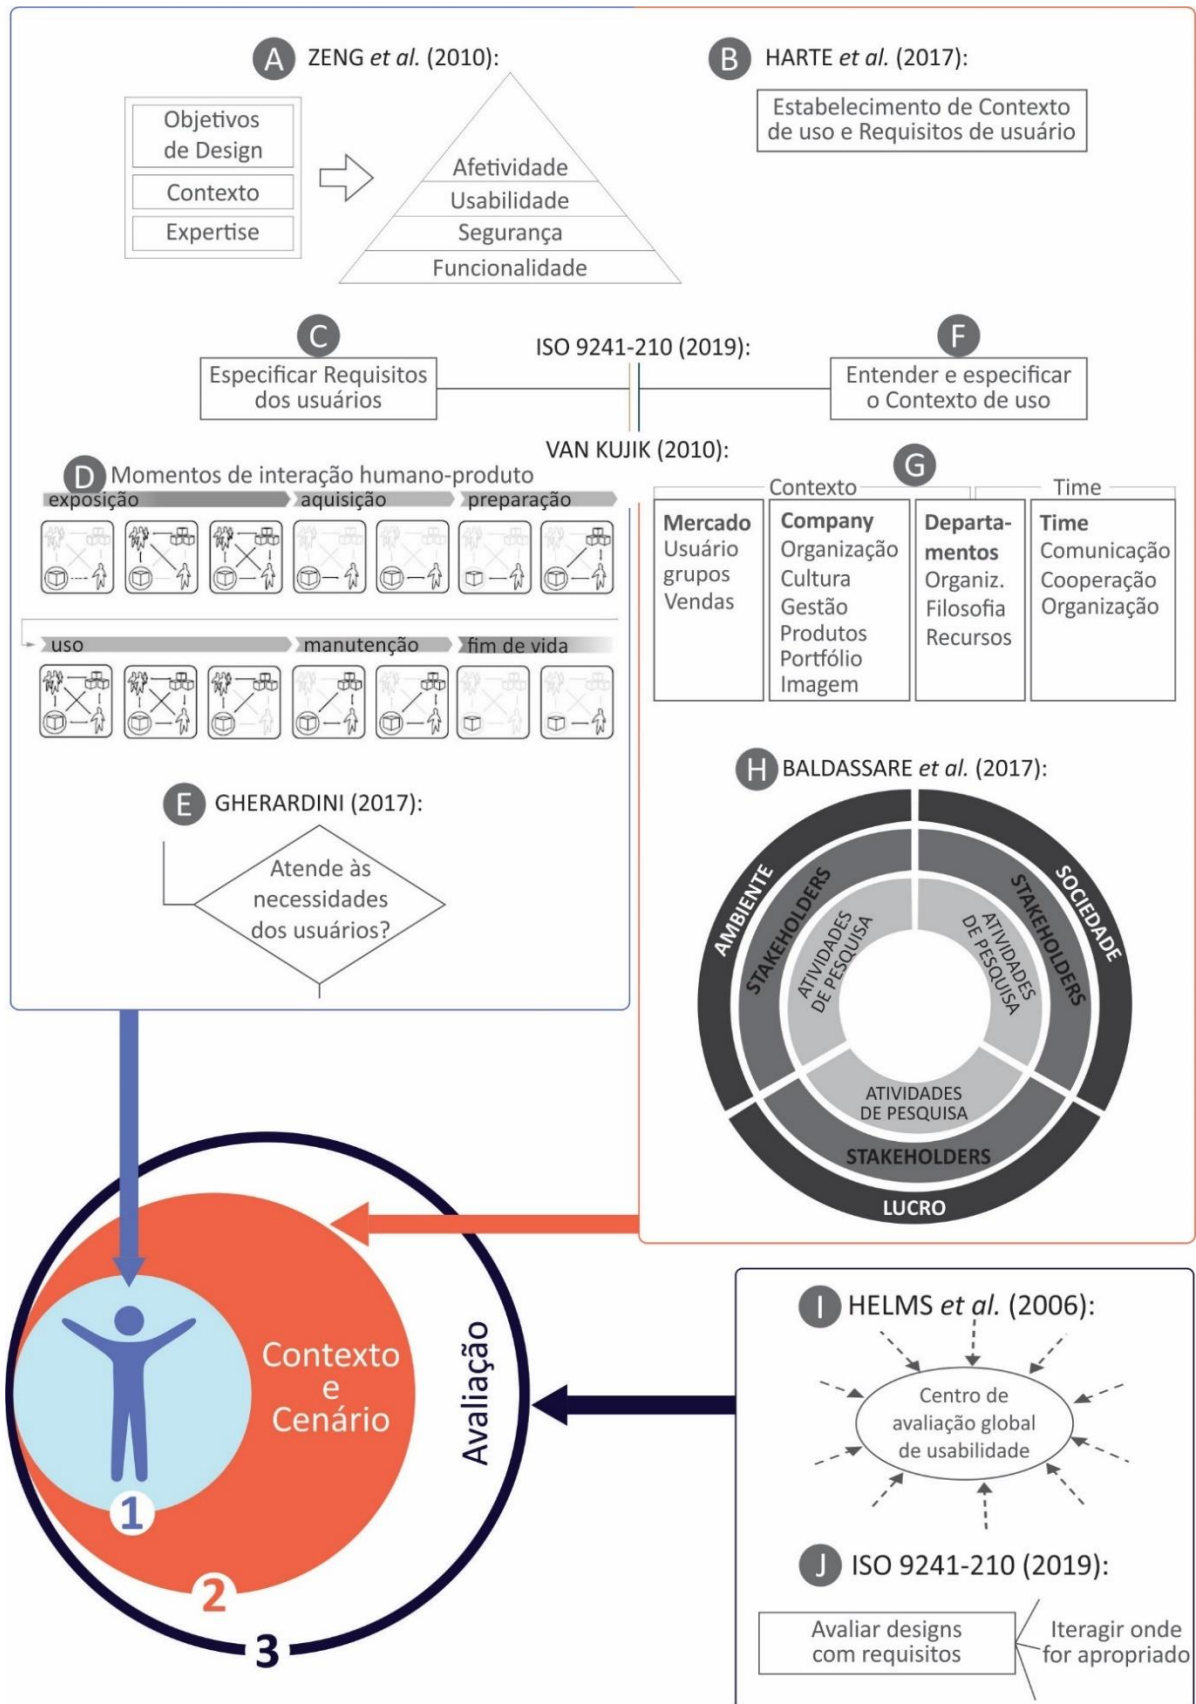 A ZENG et al. (2010):
Objetivos
de Design
Contexto
Expertise
Afetividade
Usabilidade
Segurança
Funcionalidade
B HARTE et al. (2017):
Estabelecimento de Contexto
de uso e Requisitos de usuário
ISO 9241-210 (2019):
C
Especificar Requisitos
dos usuários
F
Entender e especificar
o Contexto de uso
VAN KUJIK (2010):
D Momentos de interação humano-produto
exposição aquisição preparação
uso manutenção fim de vida
G
Contexto Time
Mercado
Usuário
grupos
Vendas
Company
Organização
Cultura
Gestão
Produtos
Portfólio
Imagem
Departa-
mentos
Organiz.
Filosofia
Recursos
Time
Comunicação
Cooperação
Organização
E GHERARDINI (2017):
Atende às
necessidades
dos usuários?
H BALDASSARE et al. (2017):
AMBIENTE
STAKEHOLDERS
ATIVIDADES
DE PESQUISA
SOCIEDADE
STAKEHOLDERS
ATIVIDADES
DE PESQUISA
ATIVIDADES
DE PESQUISA
STAKEHOLDERS
LUCRO
Contexto
e
Cenário
Avaliação
1
2
3
I HELMS et al. (2006):
Centro de
avaliação global
de usabilidade
J ISO 9241-210 (2019):
Avaliar designs
com requisitos
Iteragir onde
for apropriado